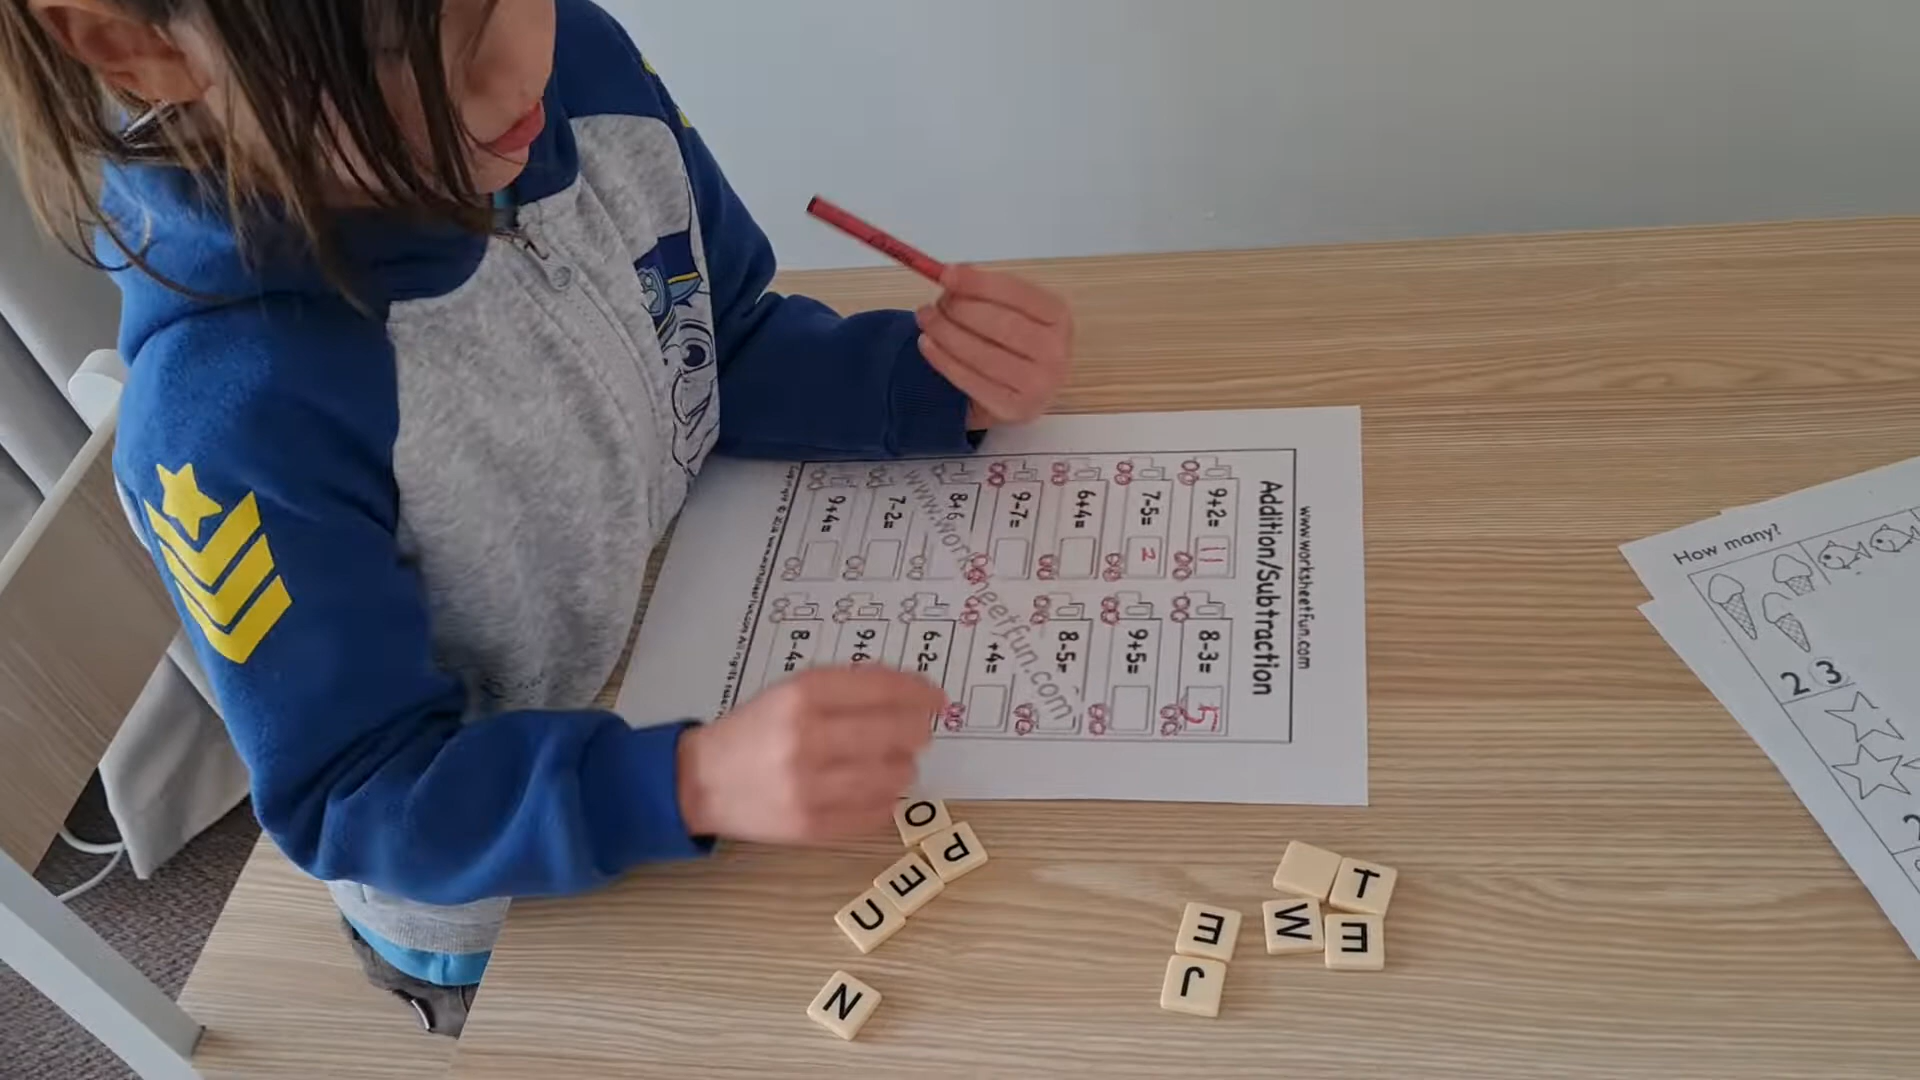 www.worksheetfun.com
Addition/Subtraction
9+2= 11
8-3= 5
7-5= 2
9+5=
6+4=
8-5=
9-7=
+4=
8+6
6-2=
7-2=
9+6
9+4=
8-4=
www.worksheetfun.com
How many?
2 3
O
P
E
U
N
T
W
E
E
J